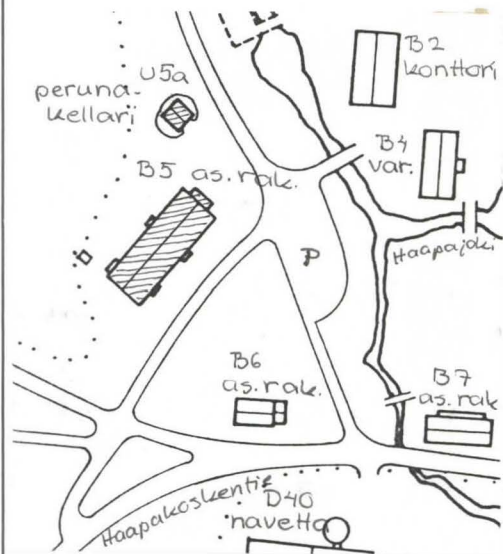 B2
konttori
U5a
peruna-
kellari
B4
var.
B5 as. rak.
P
Haapajoki
B6
as. rak.
B7
as. rak
Haapakoskentie
D40
navetta